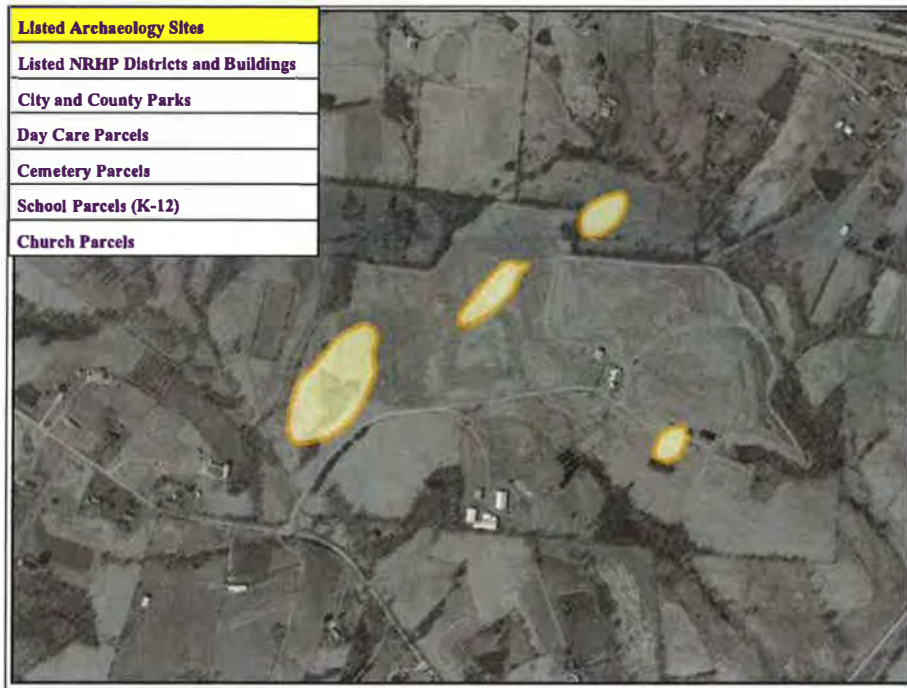 Listed Archaeology Sites
Listed NRHP Districts and Buildings
City and County Parks
Day Care Parcels
Cemetery Parcels
School Parcels (K-12)
Church Parcels